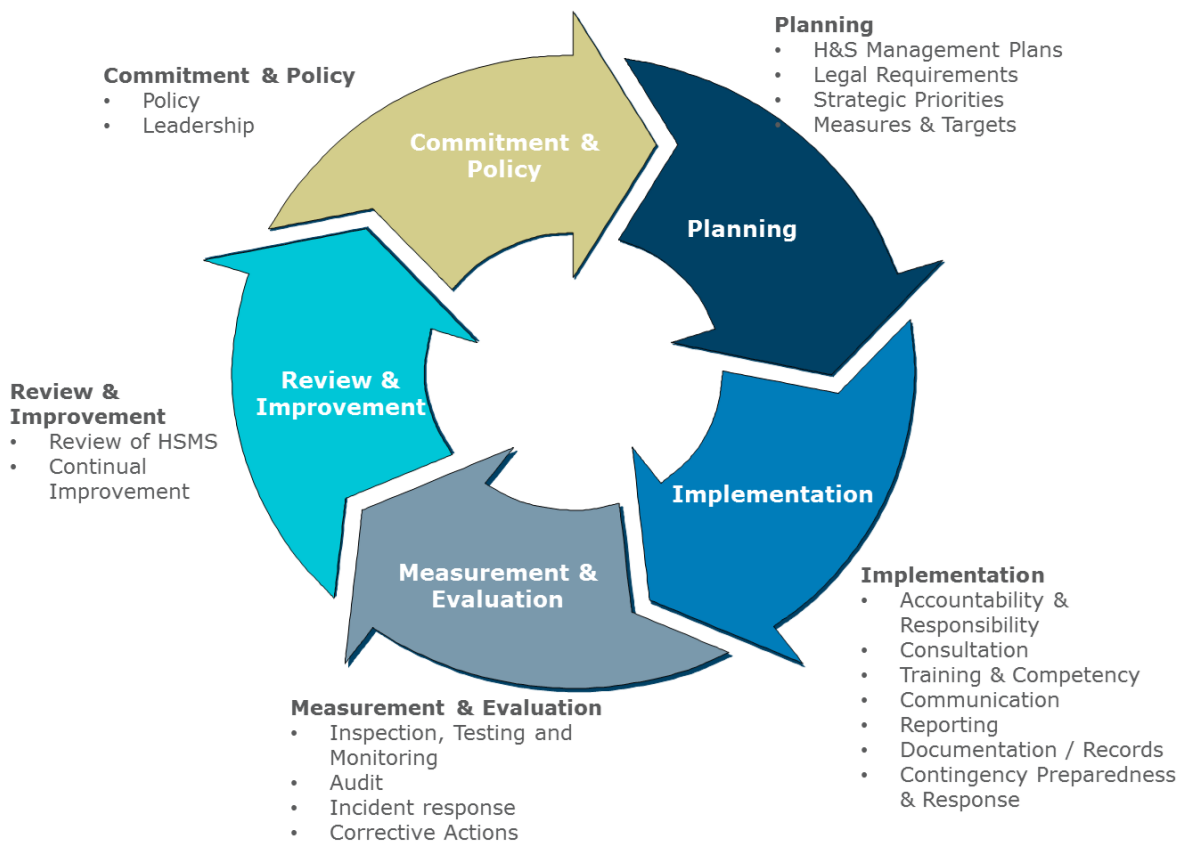 Planning
• H&S Management Plans
• Legal Requirements
• Strategic Priorities
• Measures & Targets
Commitment & Policy
• Policy
• Leadership
Commitment &
Policy
Planning
Review &
Improvement
Review &
Improvement
• Review of HSMS
• Continual
Improvement
Implementation
Measurement &
Evaluation
Implementation
• Accountability &
Responsibility
• Consultation
• Training & Competency
• Communication
• Reporting
• Documentation / Records
• Contingency Preparedness
& Response
Measurement & Evaluation
• Inspection, Testing and
Monitoring
• Audit
• Incident response
• Corrective Actions